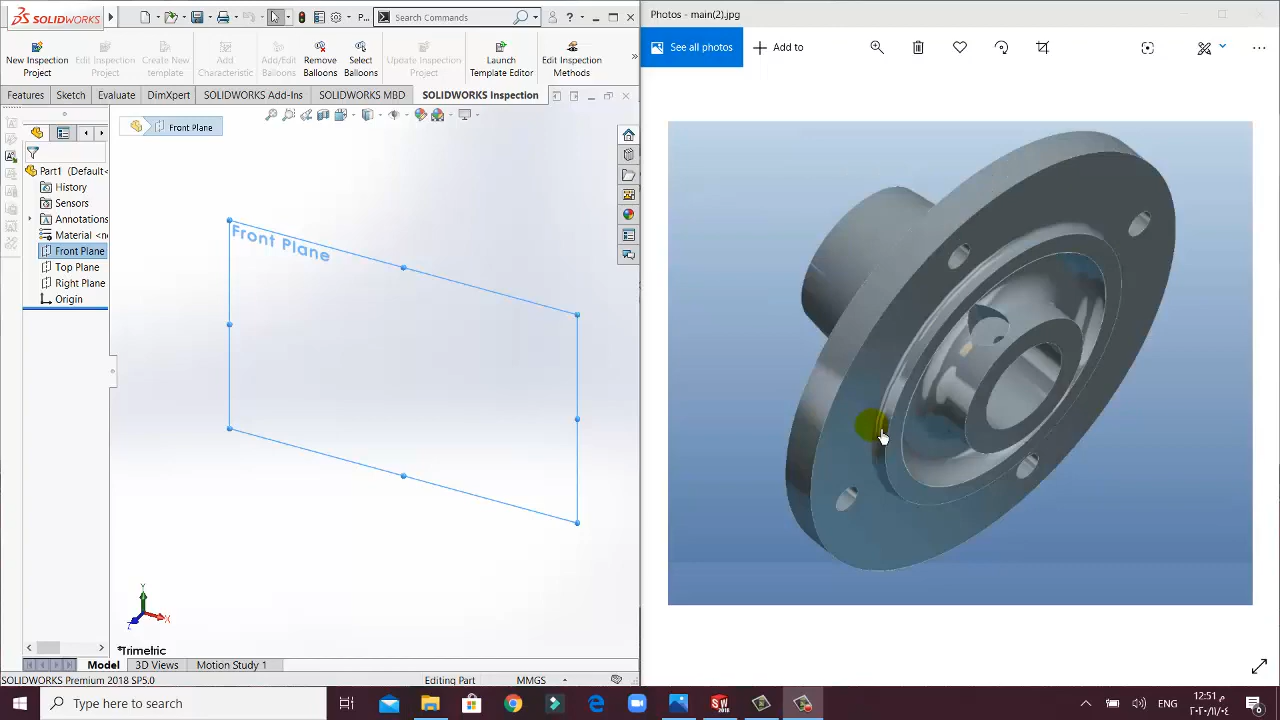 SOLIDWORKS
P...
Search Commands
?
Photos - main(2).jpg
New Inspection Project
Edit Inspection Project
Create New template
Add Characteristic
Add/Edit Balloons
Remove Balloons
Select Balloons
Update Inspection Project
Launch Template Editor
Edit Inspection Methods
See all photos
Add to
Features
Sketch
Evaluate
DimXpert
SOLIDWORKS Add-Ins
SOLIDWORKS MBD
SOLIDWORKS Inspection
Front Plane
Part1 (Default<
History
Sensors
Annotations
Material <n
Front Plane
Top Plane
Right Plane
Origin
Front Plane
Y
X
Z
*Trimetric
Model
3D Views
Motion Study 1
SOLIDWORKS Premium 2018 SP5.0
Editing Part
MMGS
Type here to search
ENG
12:51 م